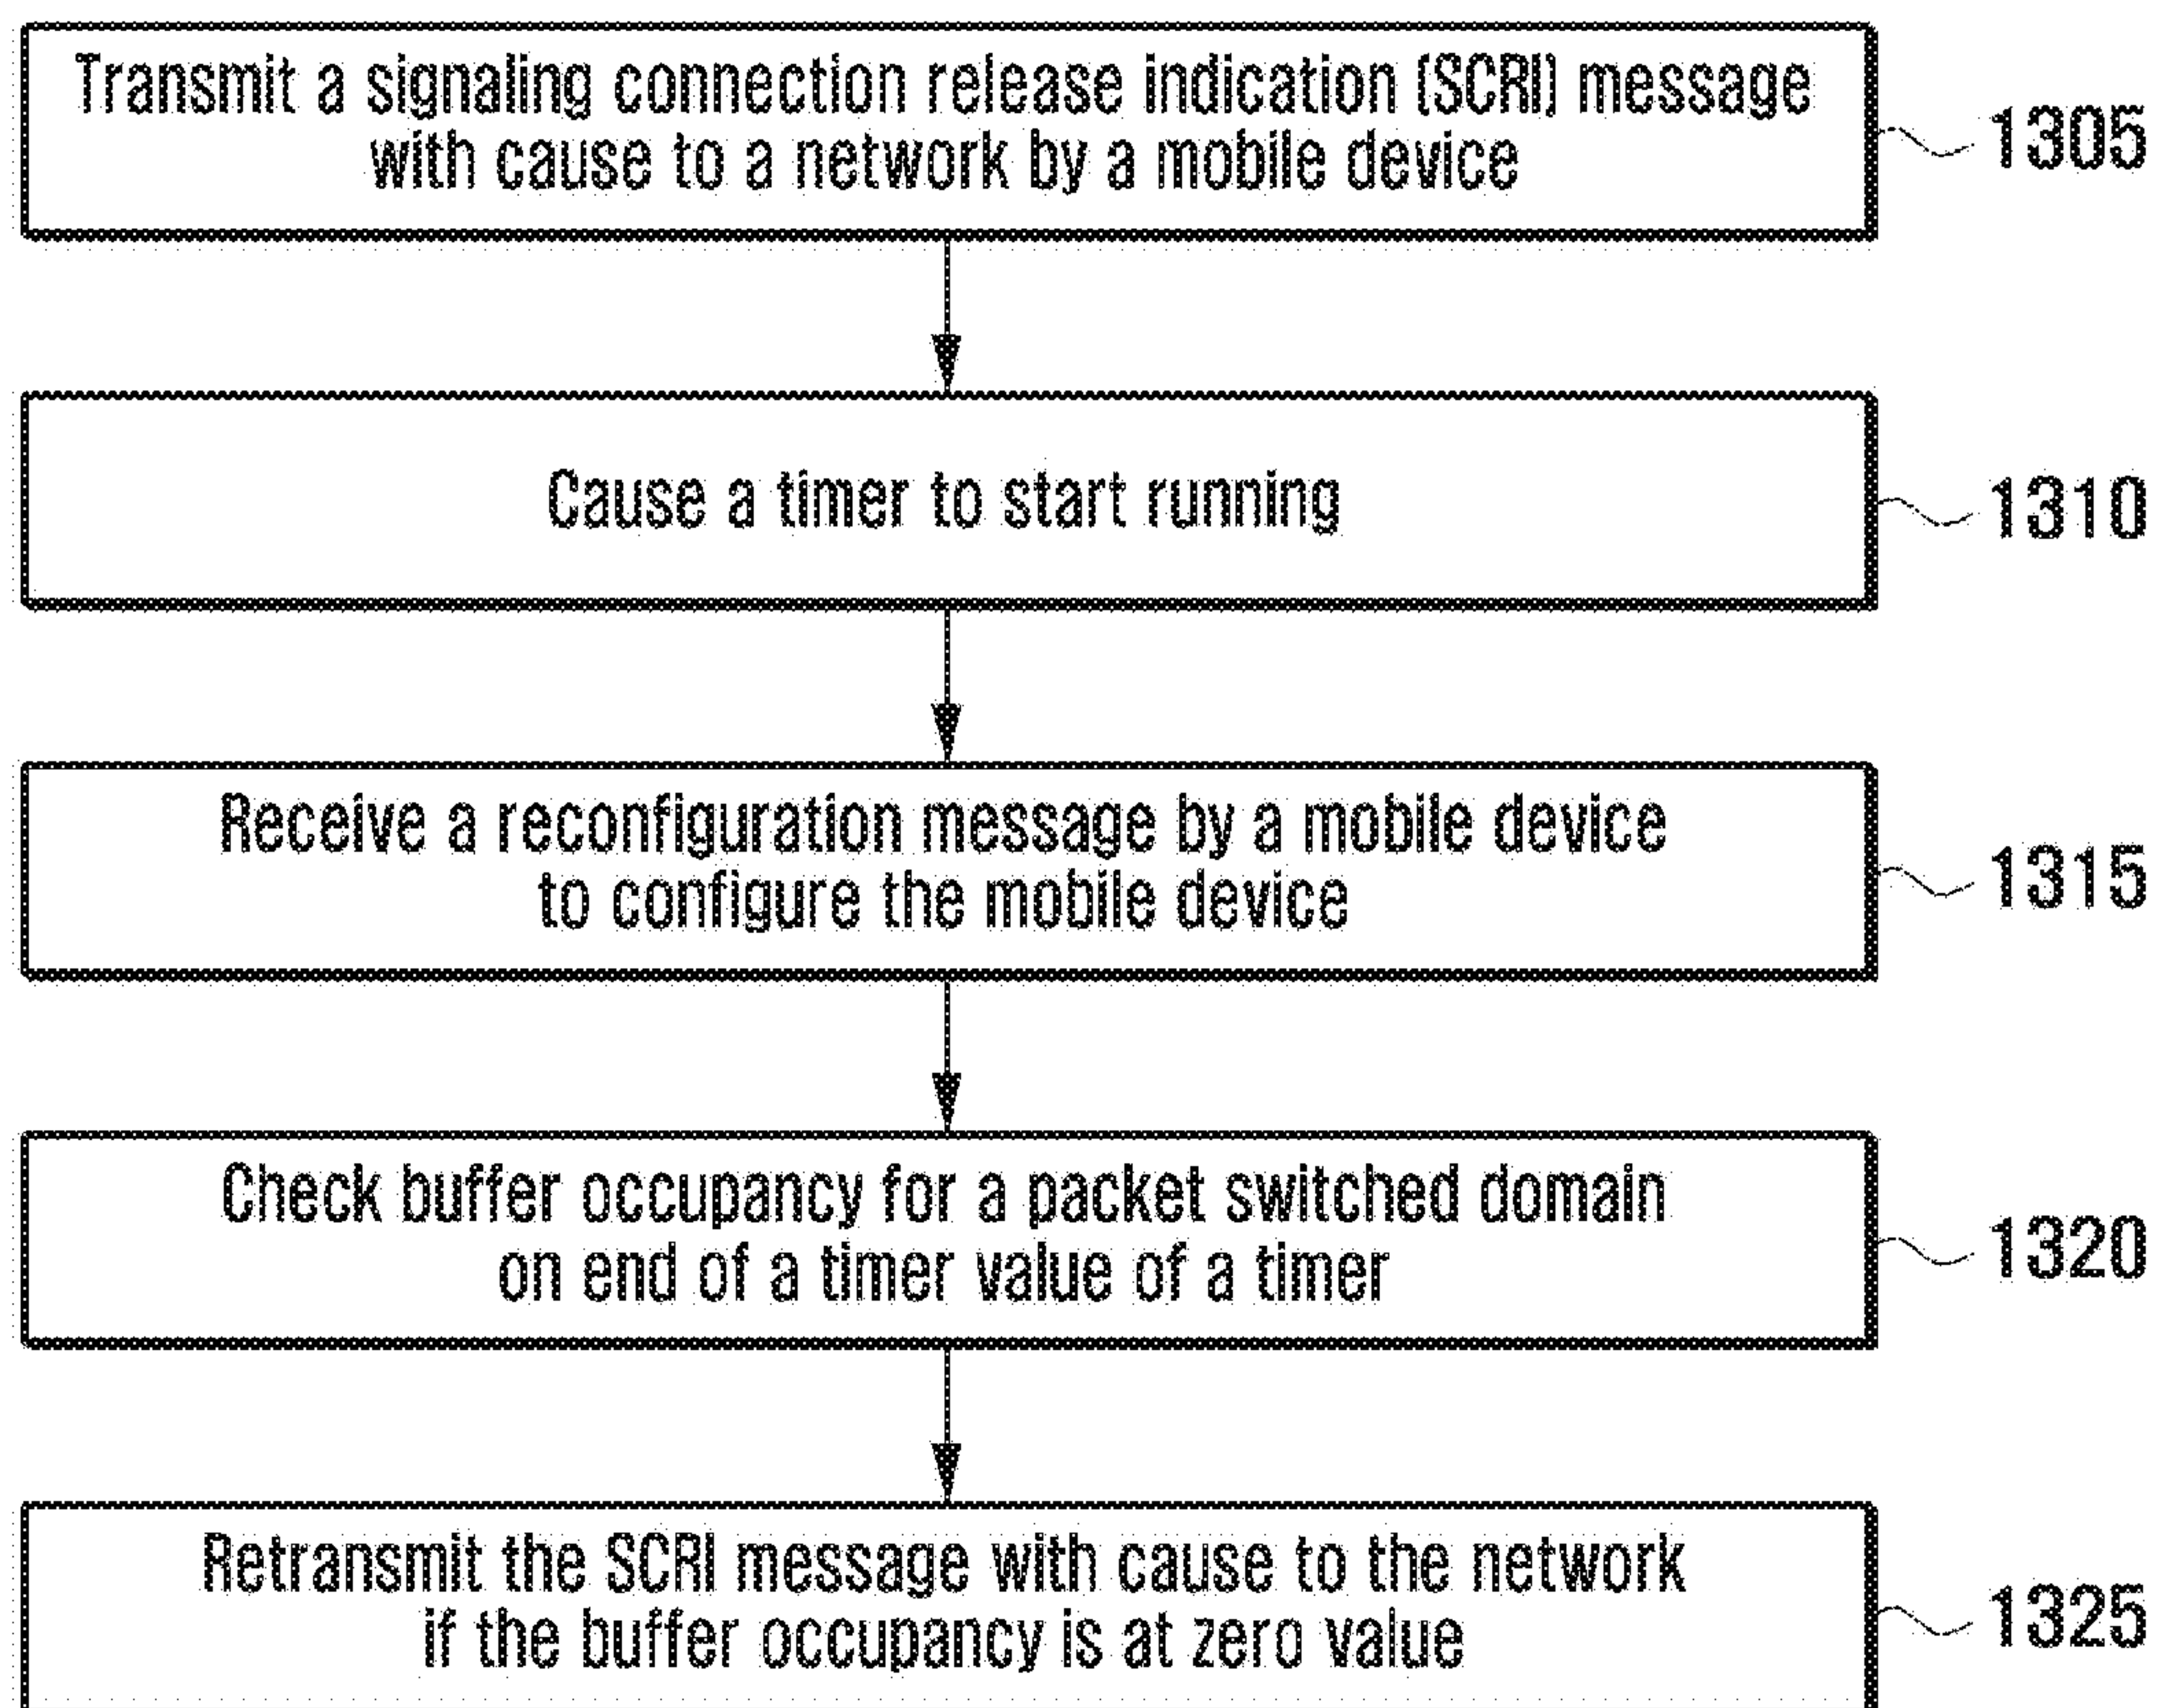 Transmit a signaling connection release indication (SCRI) message
with cause to a network by a mobile device
1305
Cause a timer to start running
1310
Receive a reconfiguration message by a mobile device
to configure the mobile device
1315
Check buffer occupancy for a packet switched domain
on end of a timer value of a timer
1320
Retransmit the SCRI message with cause to the network
if the buffer occupancy is at zero value
1325